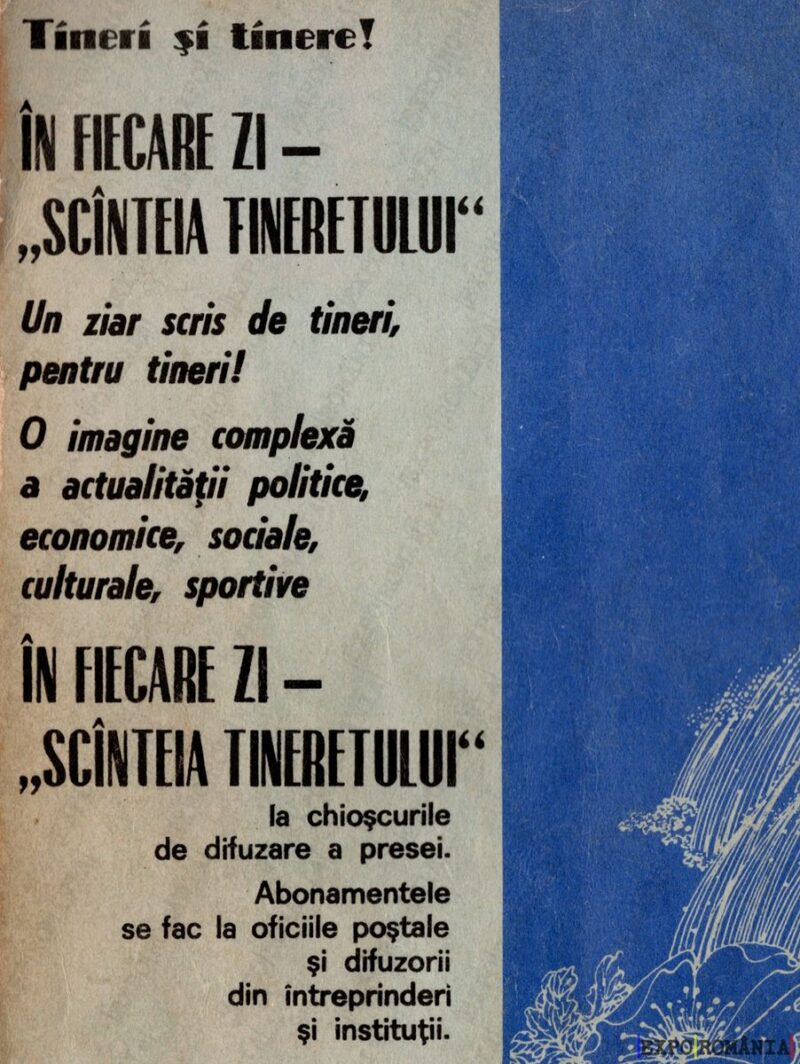 Tineri şi tinere!
ÎN FIECARE ZI –
„SCÎNTEIA TINERETULUI“
Un ziar scris de tineri,
pentru tineri!
O imagine complexă
a actualităţii politice,
economice, sociale,
culturale, sportive
ÎN FIECARE ZI –
„SCÎNTEIA TINERETULUI“
la chioşcurile
de difuzare a presei.
Abonamentele
se fac la oficiile poştale
şi difuzorii
din întreprinderi
şi instituţii.
EXPO ROMÂNIA